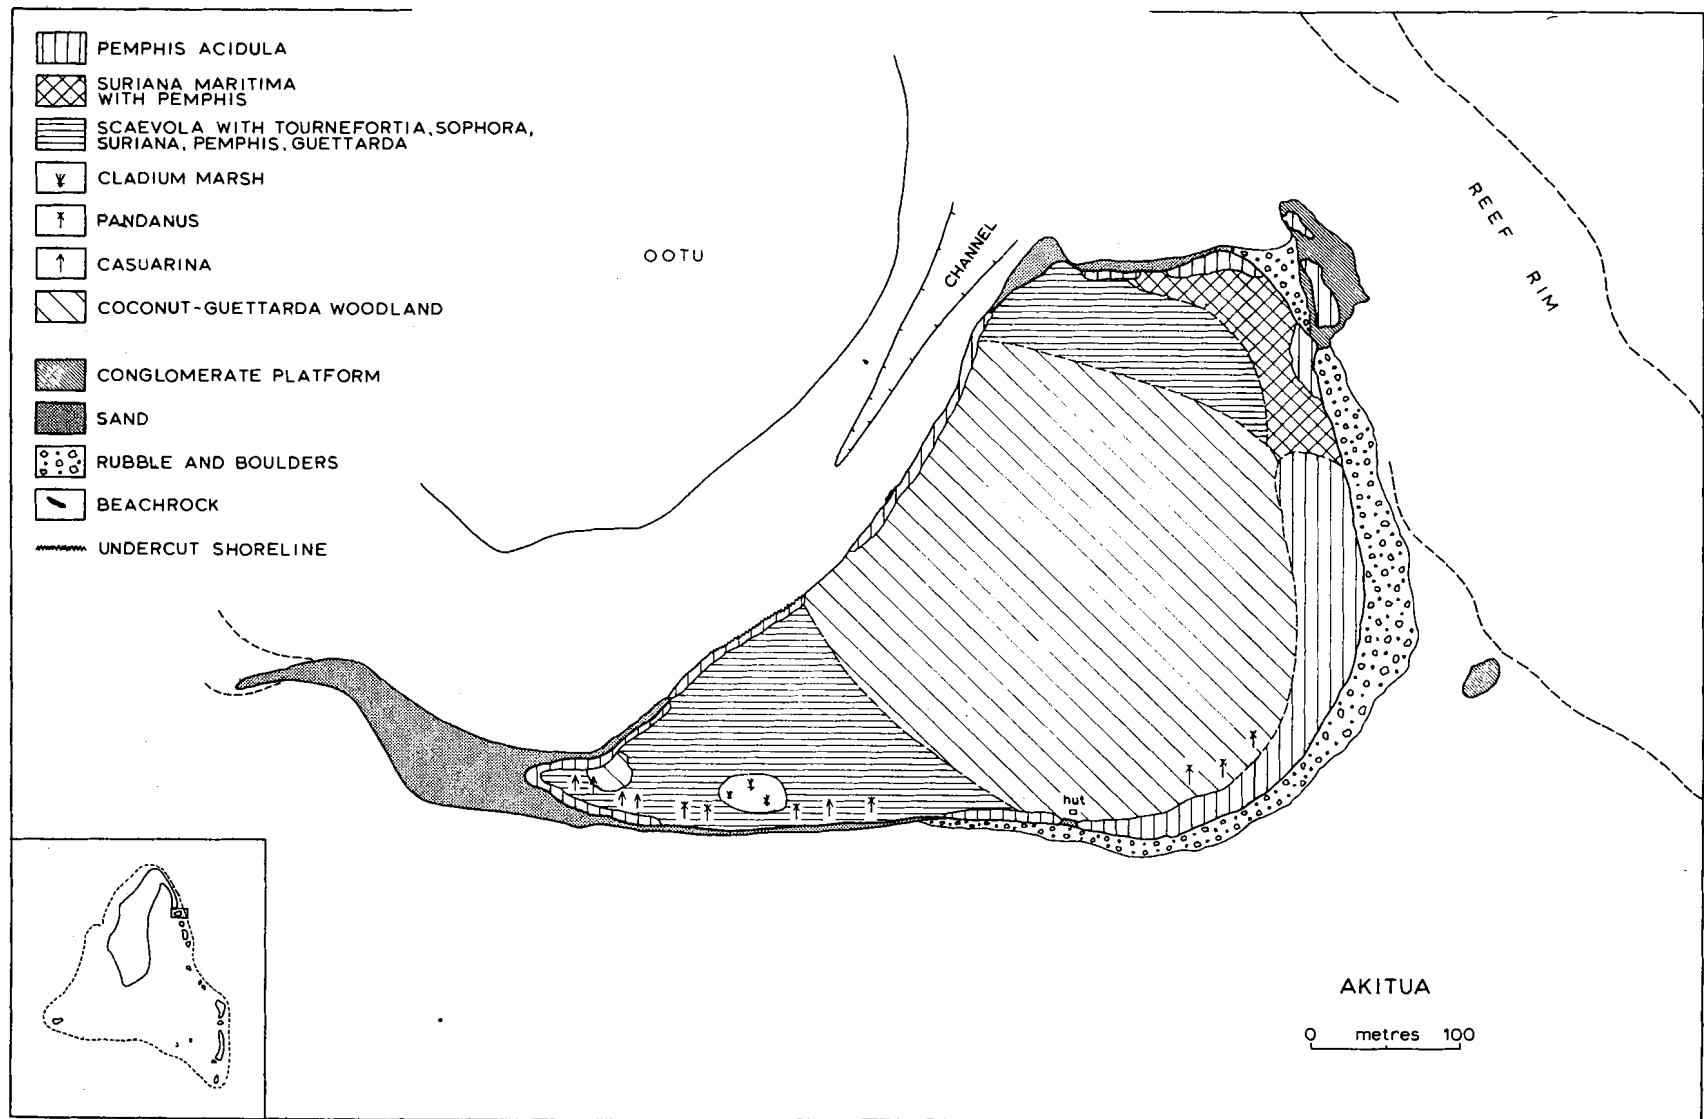 PEMPHIS ACIDULA
SURIANA MARITIMA
WITH PEMPHIS
SCAEVOLA WITH TOURNEFORTIA, SOPHORA,
SURIANA, PEMPHIS, GUETTARDA
CLADIUM MARSH
PANDANUS
CASUARINA
COCONUT-GUETTARDA WOODLAND
CONGLOMERATE PLATFORM
SAND
RUBBLE AND BOULDERS
BEACHROCK
UNDERCUT SHORELINE
OOTU
CHANNEL
REEF RIM
hut
AKITUA
0 metres 100